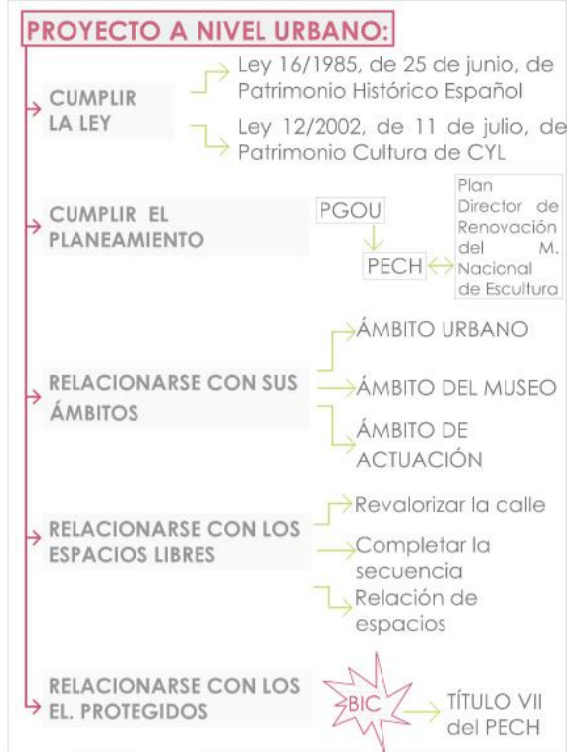 PROYECTO A NIVEL URBANO:
CUMPLIR
LA LEY
Ley 16/1985, de 25 de junio, de
Patrimonio Histórico Español
Ley 12/2002, de 11 de julio, de
Patrimonio Cultura de CYL
CUMPLIR EL
PLANEAMIENTO
PGOU
PECH
Plan
Director de
Renovación
del M.
Nacional
de Escultura
RELACIONARSE CON SUS
ÁMBITOS
ÁMBITO URBANO
ÁMBITO DEL MUSEO
ÁMBITO DE
ACTUACIÓN
RELACIONARSE CON LOS
ESPACIOS LIBRES
Revalorizar la calle
Completar la
secuencia
Relación de
espacios
RELACIONARSE CON LOS
EL. PROTEGIDOS
BIC
TÍTULO VII
del PECH